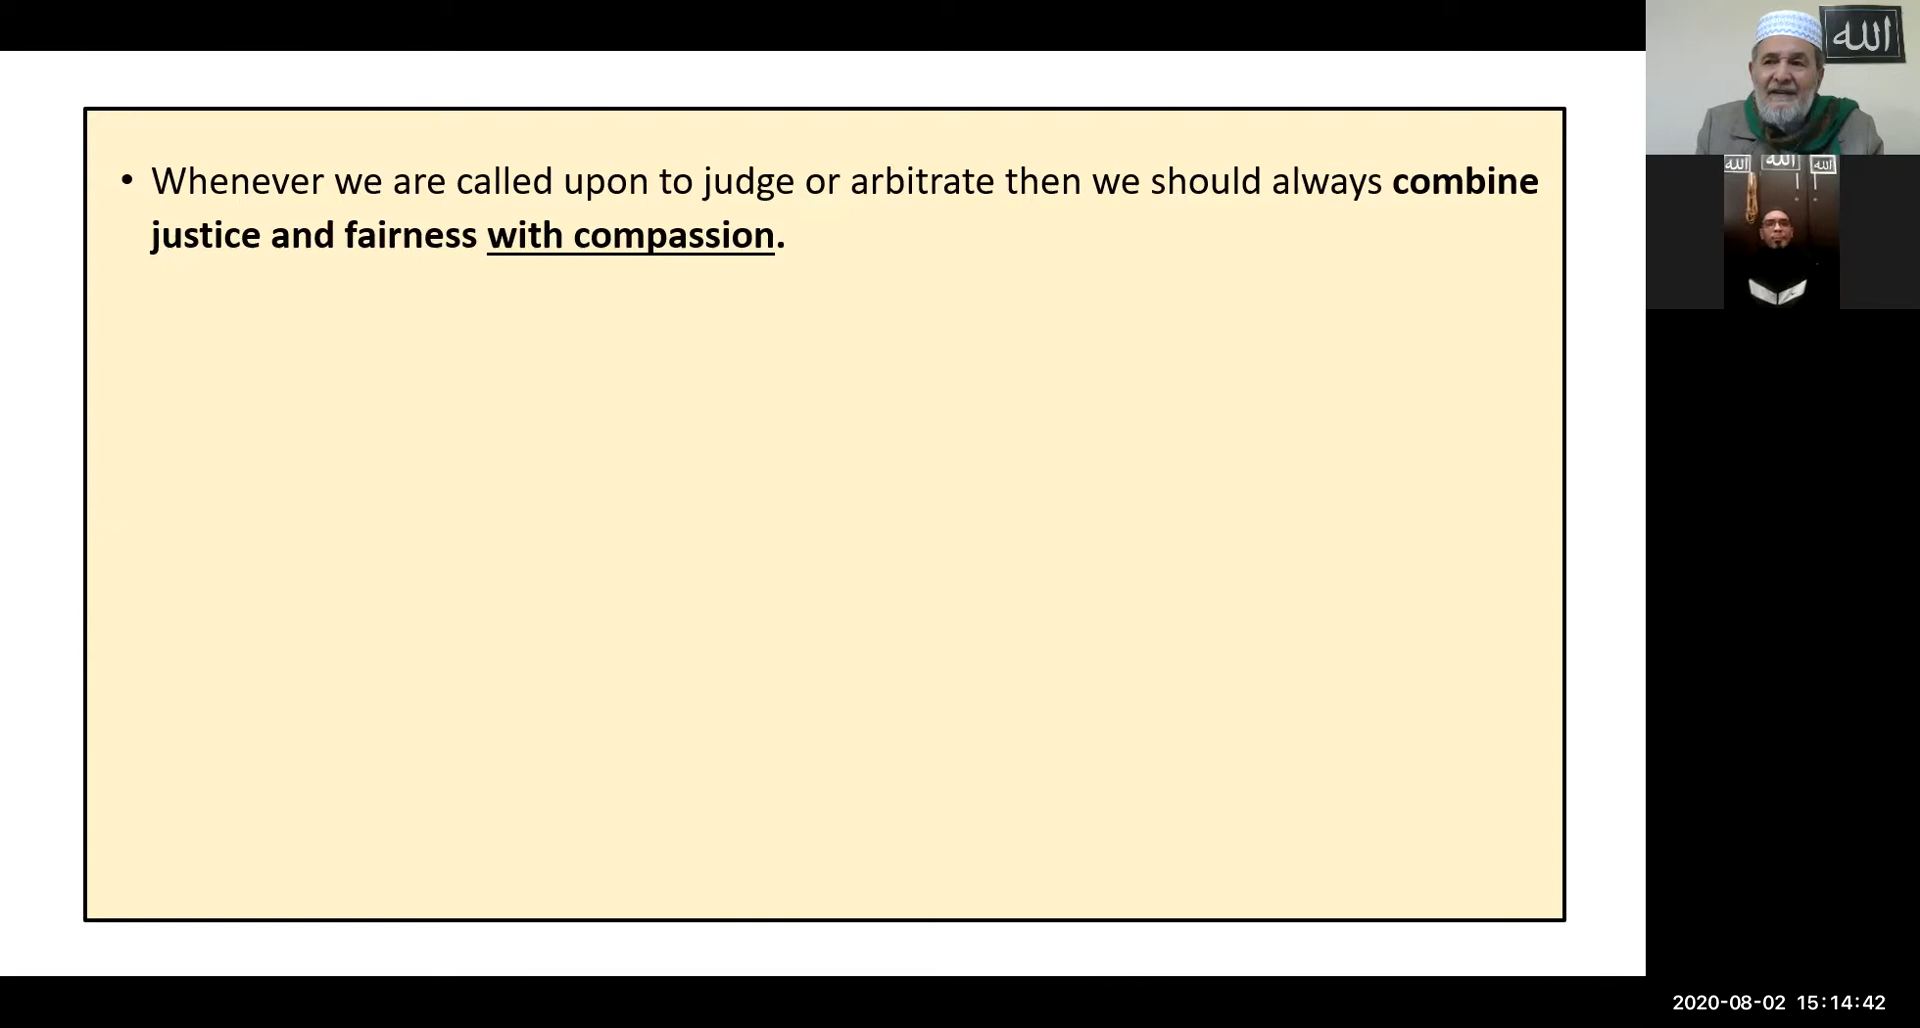 • Whenever we are called upon to judge or arbitrate then we should always combine
justice and fairness with compassion.
الله
الله
الله
الله
2020-08-02 15:14:42